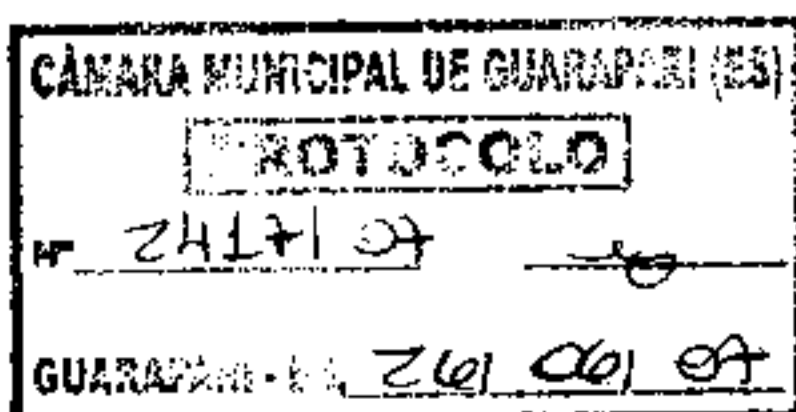 CÂMARA MUNICIPAL DE GUARAPARI (ES)
PROTOCOLO
Nº 2417/07
GUARAPARI - ES, 26/06/07